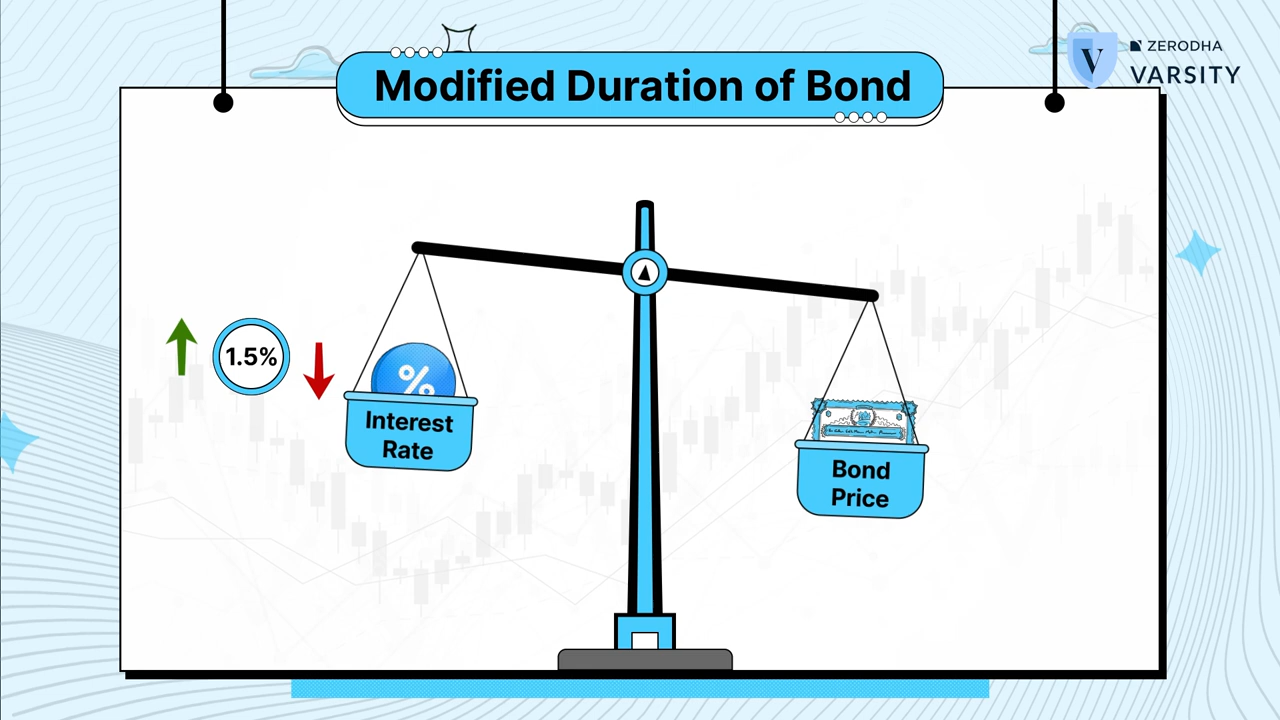 Modified Duration of Bond
V
ZERODHA
VARSITY
1.5%
%
Interest
Rate
Bond
Price